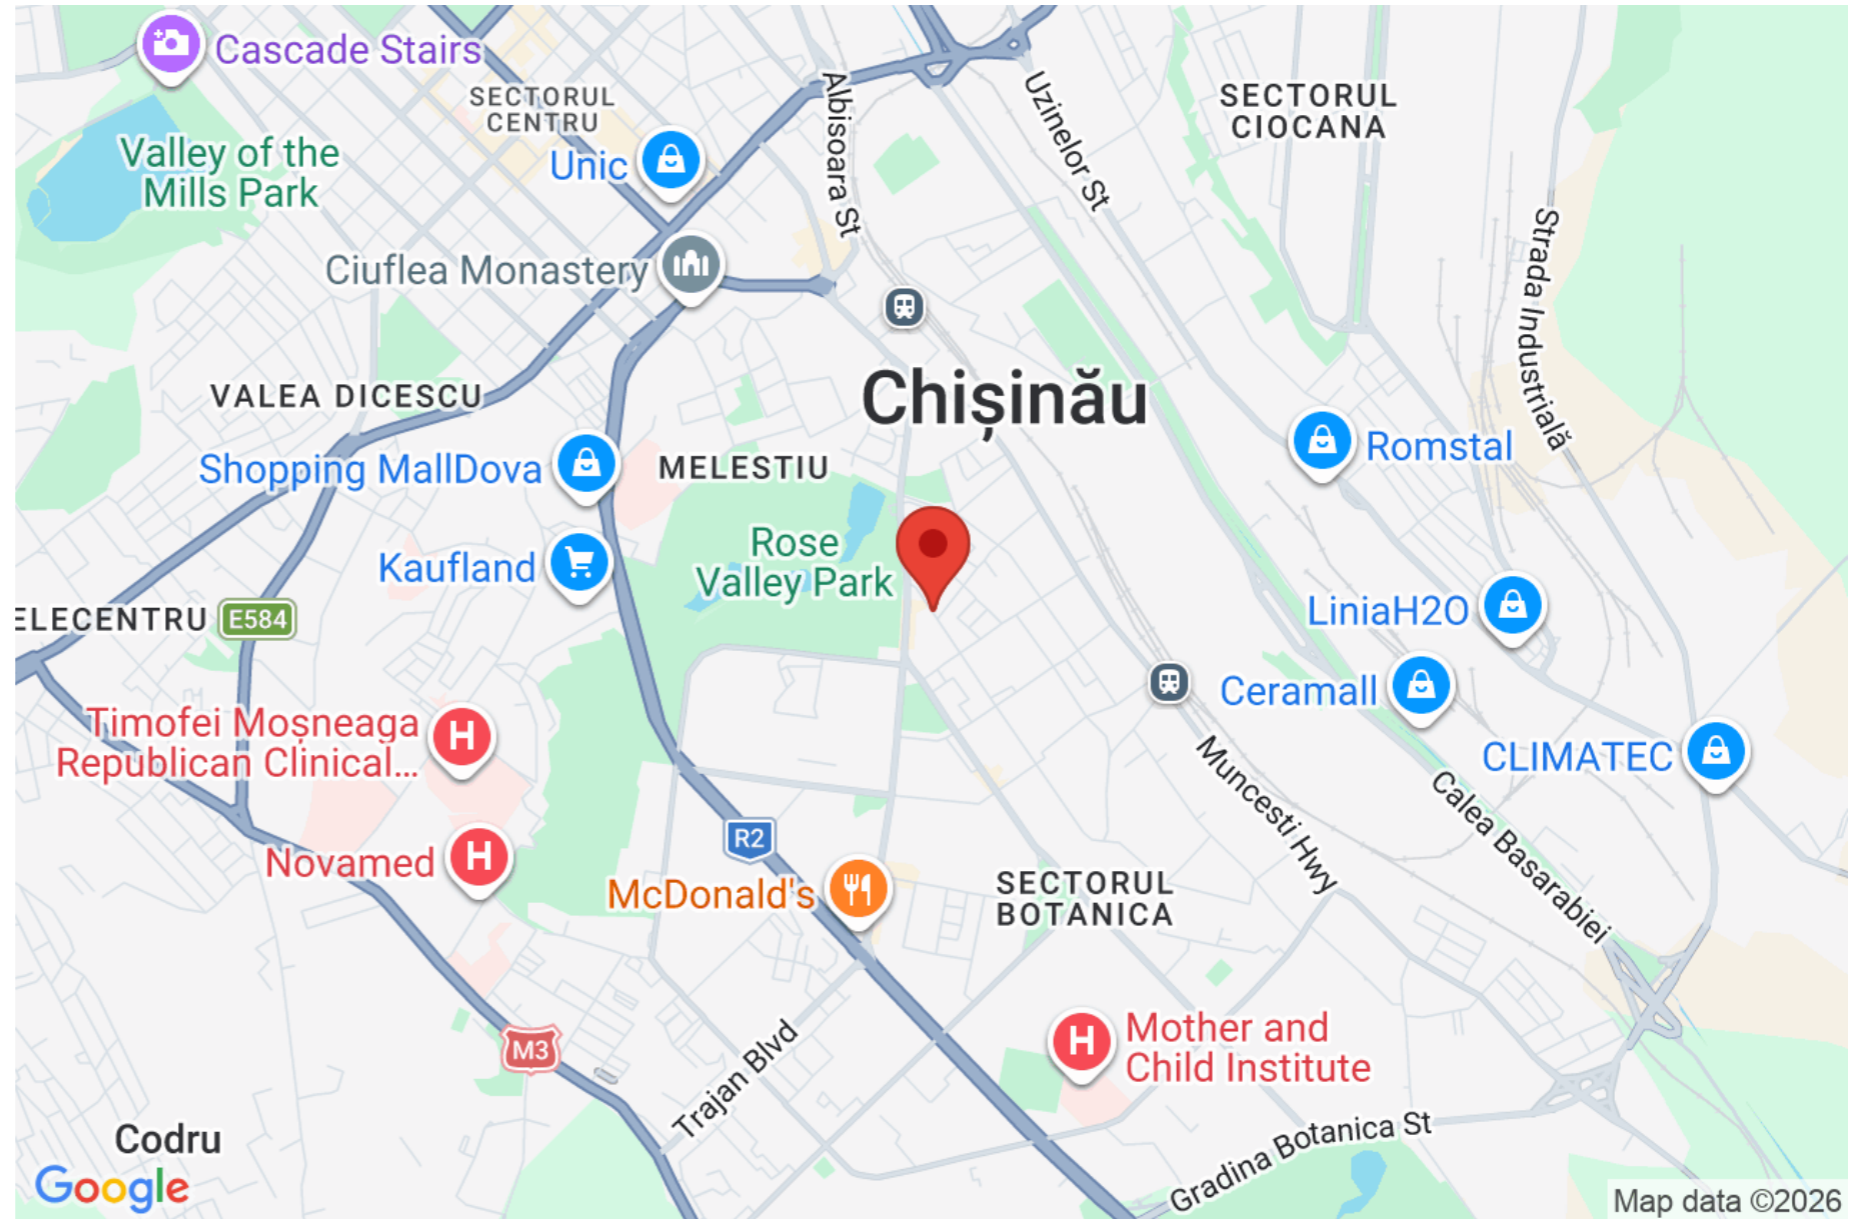 Cascade Stairs
SECTORUL
CENTRU
Albisoara St
Uzinelor St
SECTORUL
CIOCANA
Valley of the
Mills Park
Unic
Strada Industrială
Ciuflea Monastery
Chișinău
VALEA DICESCU
Shopping MallDova
MELESTIU
Romstal
Rose
Valley Park
Kaufland
ELECENTRU
E584
LiniaH2O
Ceramall
Timofei Moșneaga
Republican Clinical...
H
Muncesti Hwy
CLIMATEC
Calea Basarabiei
R2
Novamed
H
McDonald's
SECTORUL
BOTANICA
M3
Trajan Blvd
H
Mother and
Child Institute
Codru
Gradina Botanica St
Google
Map data ©2026